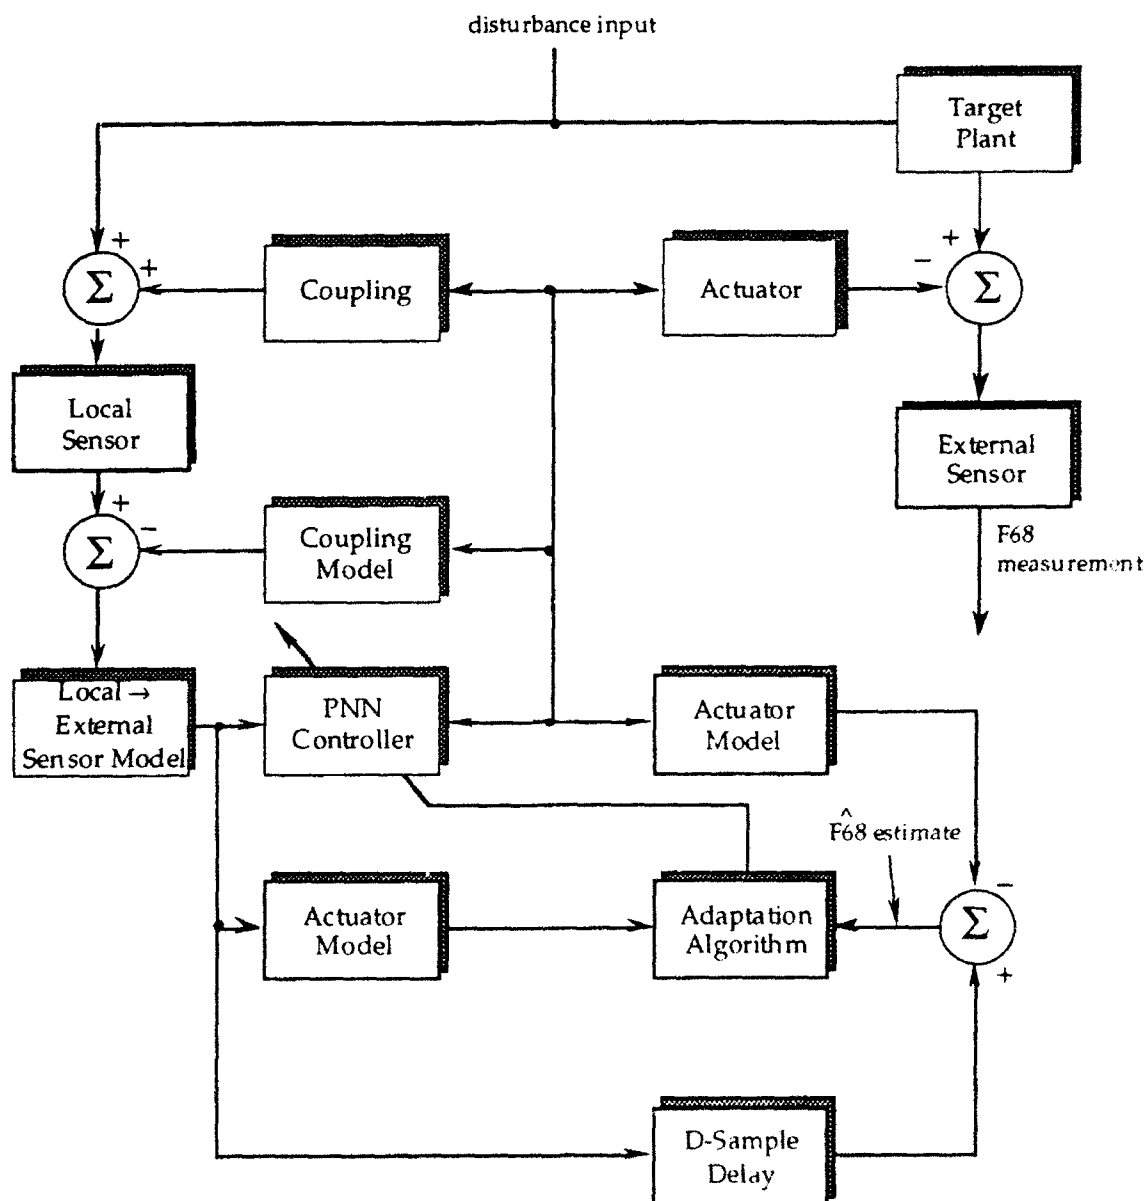 disturbance input
Target
Plant
+
+
Σ
Coupling
Actuator
+
−
Σ
Local
Sensor
External
Sensor
+
−
Σ
Coupling
Model
F68
measurement
Local →
External
Sensor Model
PNN
Controller
Actuator
Model
F̂68 estimate
Actuator
Model
Adaptation
Algorithm
−
Σ
+
D-Sample
Delay